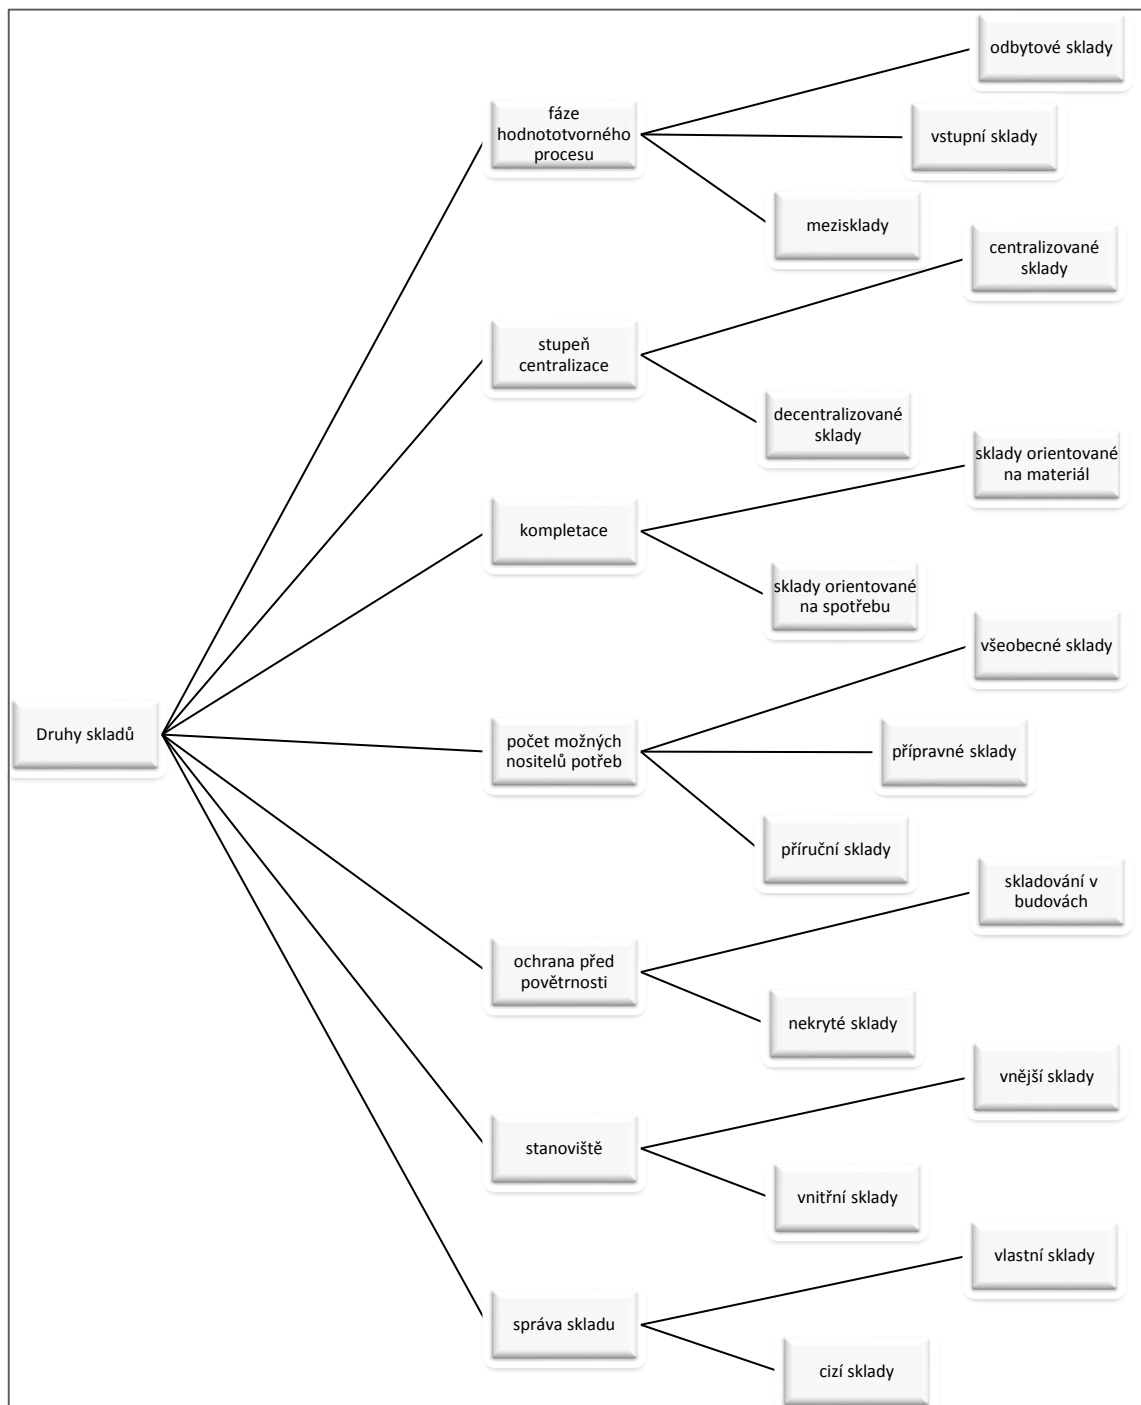 odbytové sklady
fáze
hodnototvorného
procesu
vstupní sklady
mezisklady
centralizované
sklady
stupeň
centralizace
decentralizované
sklady
sklady orientované
na materiál
kompletace
sklady orientované
na spotřebu
všeobecné sklady
Druhy skladů
počet možných
nositelů potřeb
přípravné sklady
příruční sklady
skladování v
budovách
ochrana před
povětrnosti
nekryté sklady
vnější sklady
stanoviště
vnitřní sklady
vlastní sklady
správa skladu
cizí sklady